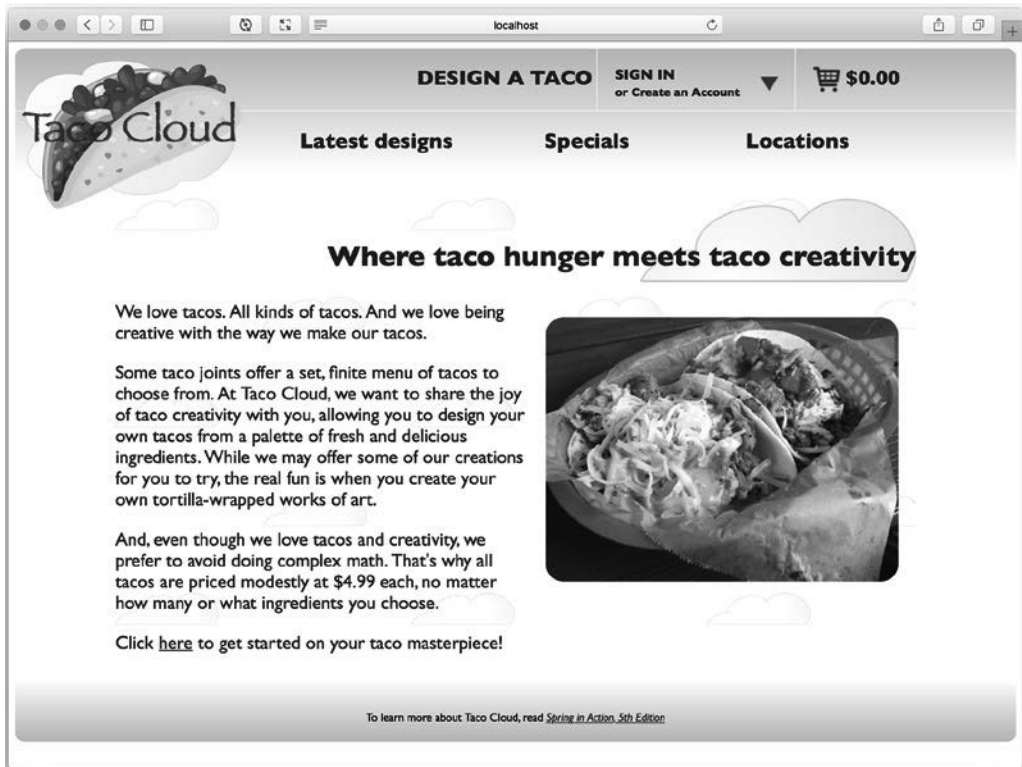 localhost
DESIGN A TACO
SIGN IN
or Create an Account
$0.00
Taco Cloud
Latest designs
Specials
Locations
Where taco hunger meets taco creativity
We love tacos. All kinds of tacos. And we love being
creative with the way we make our tacos.
Some taco joints offer a set, finite menu of tacos to
choose from. At Taco Cloud, we want to share the joy
of taco creativity with you, allowing you to design your
own tacos from a palette of fresh and delicious
ingredients. While we may offer some of our creations
for you to try, the real fun is when you create your
own tortilla-wrapped works of art.
And, even though we love tacos and creativity, we
prefer to avoid doing complex math. That's why all
tacos are priced modestly at $4.99 each, no matter
how many or what ingredients you choose.
Click here to get started on your taco masterpiece!
To learn more about Taco Cloud, read Spring in Action, 5th Edition